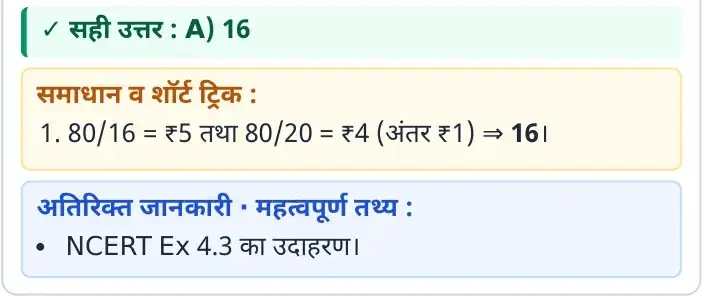 ✓ सही उत्तर : A) 16
समाधान व शॉर्ट ट्रिक :
1. 80/16 = ₹5 तथा 80/20 = ₹4 (अंतर ₹1) ⇒ 16।
अतिरिक्त जानकारी · महत्वपूर्ण तथ्य :
• NCERT Ex 4.3 का उदाहरण।